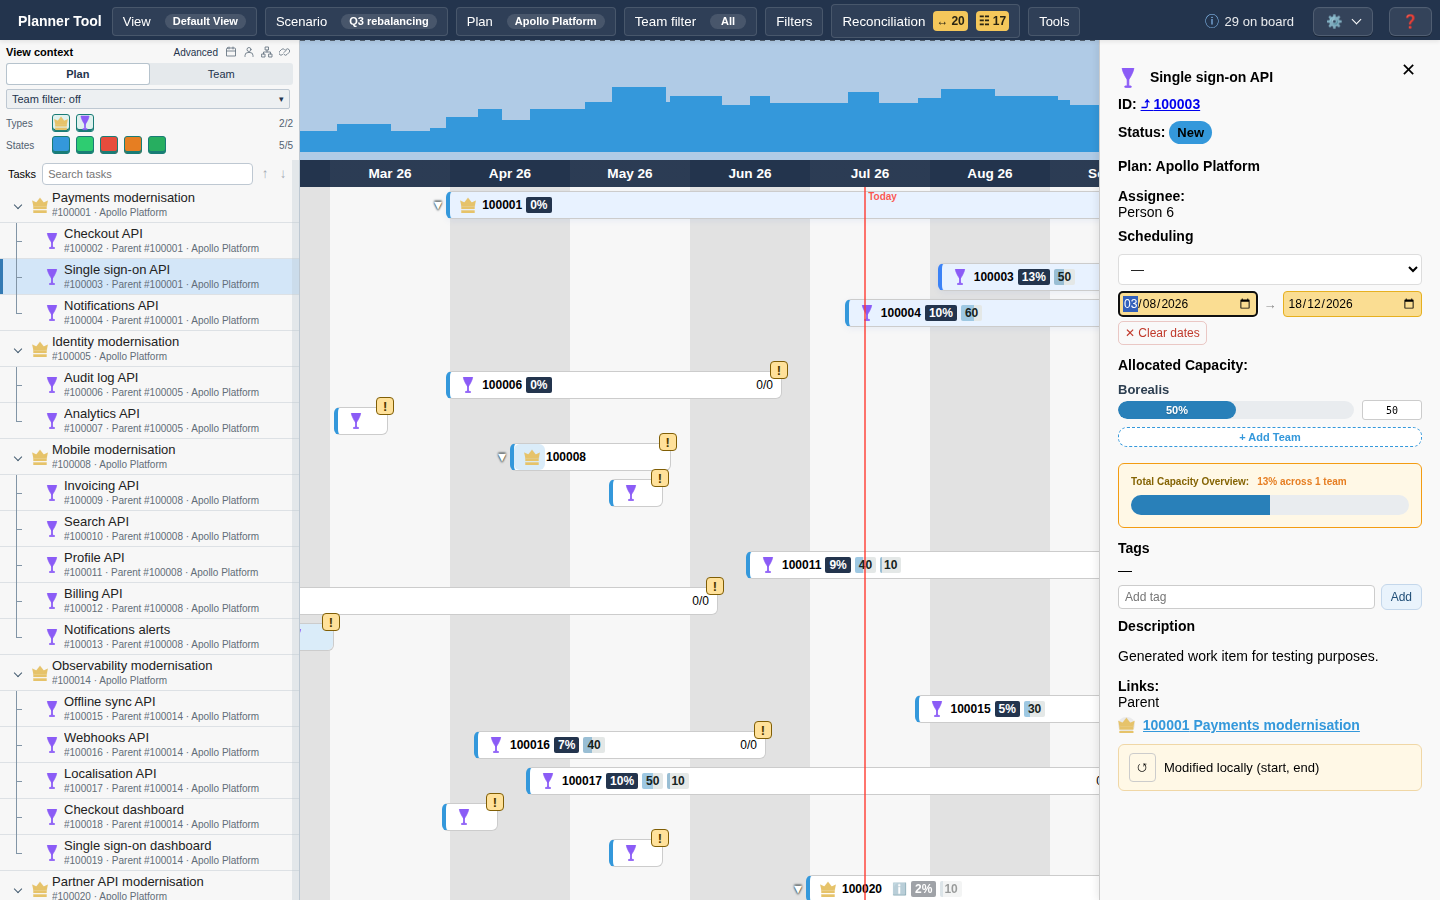 Planner Tool View Default View Scenario Q3 rebalancing Plan Apollo Platform Team filter All Filters Reconciliation ↔ 20 17 Tools ⓘ 29 on board ❓
View context Advanced
Plan Team
Team filter: off
Types 2/2
States 5/5
Tasks Search tasks ↑ ↓
Payments modernisation
#100001 · Apollo Platform
Checkout API
#100002 · Parent #100001 · Apollo Platform
Single sign-on API
#100003 · Parent #100001 · Apollo Platform
Notifications API
#100004 · Parent #100001 · Apollo Platform
Identity modernisation
#100005 · Apollo Platform
Audit log API
#100006 · Parent #100005 · Apollo Platform
Analytics API
#100007 · Parent #100005 · Apollo Platform
Mobile modernisation
#100008 · Apollo Platform
Invoicing API
#100009 · Parent #100008 · Apollo Platform
Search API
#100010 · Parent #100008 · Apollo Platform
Profile API
#100011 · Parent #100008 · Apollo Platform
Billing API
#100012 · Parent #100008 · Apollo Platform
Notifications alerts
#100013 · Parent #100008 · Apollo Platform
Observability modernisation
#100014 · Apollo Platform
Offline sync API
#100015 · Parent #100014 · Apollo Platform
Webhooks API
#100016 · Parent #100014 · Apollo Platform
Localisation API
#100017 · Parent #100014 · Apollo Platform
Checkout dashboard
#100018 · Parent #100014 · Apollo Platform
Single sign-on dashboard
#100019 · Parent #100014 · Apollo Platform
Partner API modernisation
#100020 · Apollo Platform
Mar 26 Apr 26 May 26 Jun 26 Jul 26 Aug 26
Today
100001 0%
100003 13% 50
100004 10% 60
!
100006 0% 0/0
!
!
100008
!
100011 9% 40 10
!
0/0
!
100015 5% 30
!
100016 7% 40 0/0
100017 10% 50 10
!
!
100020 2% 10
Single sign-on API ✕
ID: 100003
Status: New
Plan: Apollo Platform
Assignee:
Person 6
Scheduling
—
03/08/2026 → 18/12/2026
✕ Clear dates
Allocated Capacity:
Borealis
50% 50
+ Add Team
Total Capacity Overview: 13% across 1 team
Tags
—
Add tag Add
Description
Generated work item for testing purposes.
Links:
Parent
100001 Payments modernisation
Modified locally (start, end)